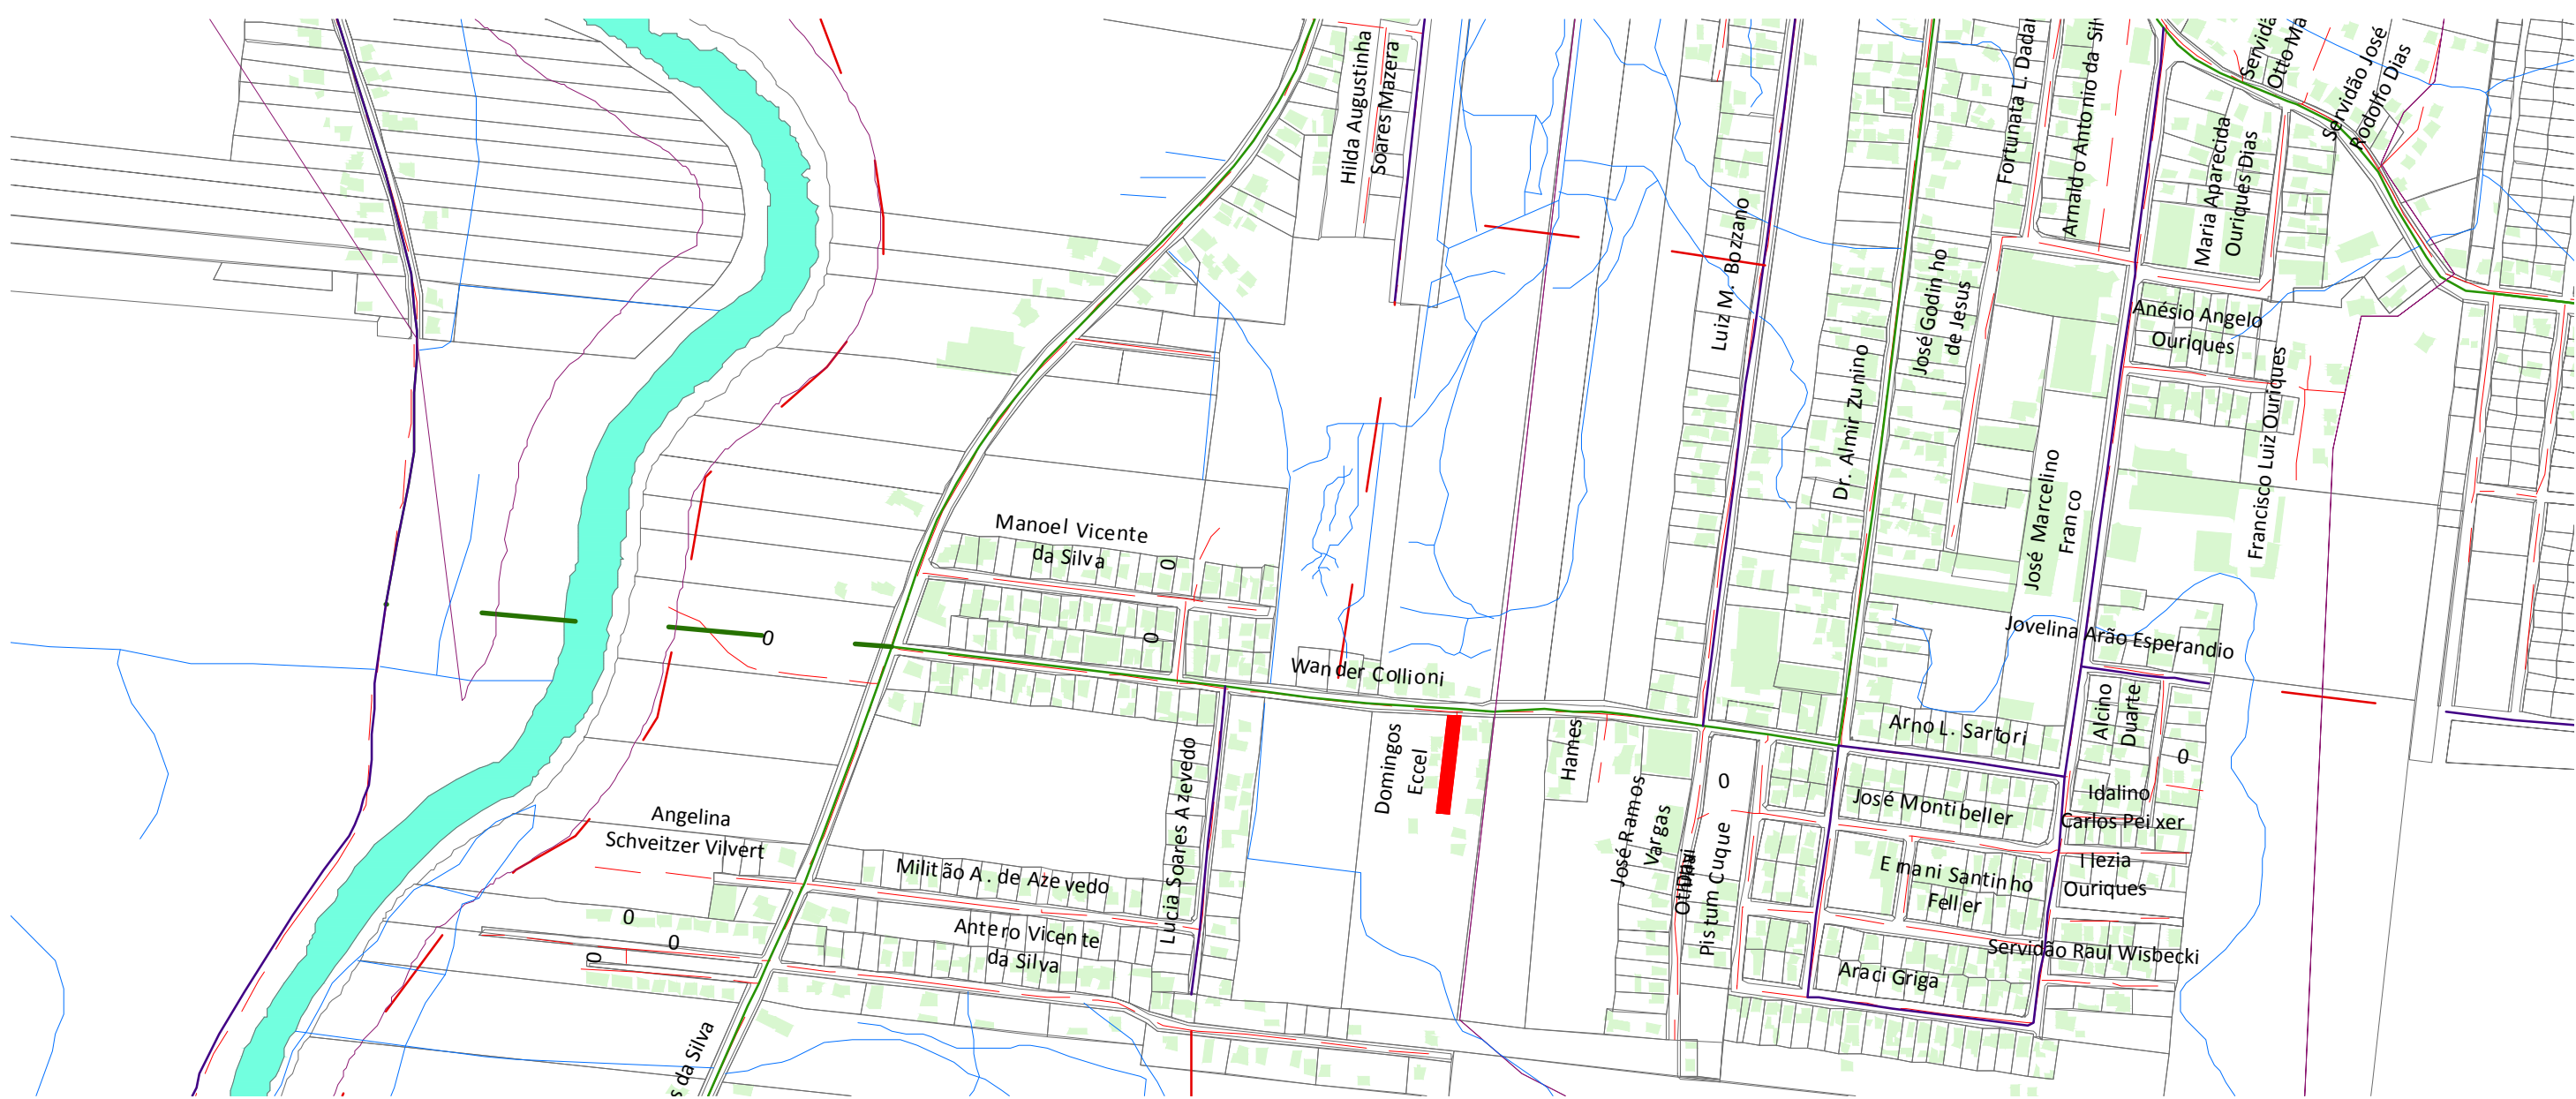 Hilda Augustinha
Soares Mazera
Luiz M. Bozzano
Dr. Almir Zunino
José Godinho
de Jesus
Fortunata L. Dadam
Arnaldo Antonio da Sil
Maria Aparecida
Ouriques Dias
Servidã
Otto Ma
Servidão José
Rodolfo Dias
Anésio Angelo
Ouriques
Francisco Luiz Ouriques
José Marcelino
Franco
Manoel Vicente
da Silva
0
0
0
Wander Collioni
Jovelina Arão Esperandio
Domingos
Eccel
Hames
Arno L. Sartori
Alcino
Duarte
0
0
José Ramos
Vargas
Pistum Cuque
José Montibeller
Idalino
Carlos Peixer
Ilezia
Ouriques
Ernani Santinho
Feller
Servidão Raul Wisbecki
Araci Griga
Angelina
Schveitzer Vilvert
Militão A. de Azevedo
Lucia Soares Azevedo
Antero Vicente
da Silva
0
0
0
s da Silva